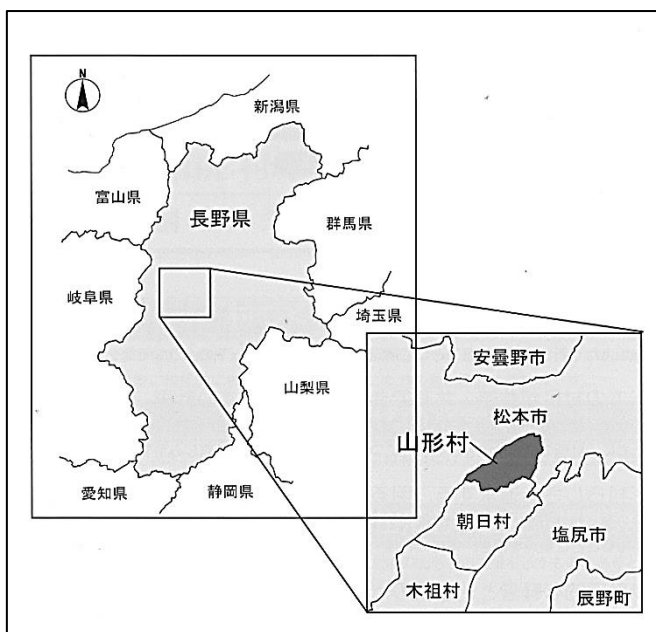 N
新潟県
富山県
長野県
群馬県
岐阜県
埼玉県
山梨県
愛知県
静岡県
安曇野市
松本市
山形村
朝日村
塩尻市
木祖村
辰野町